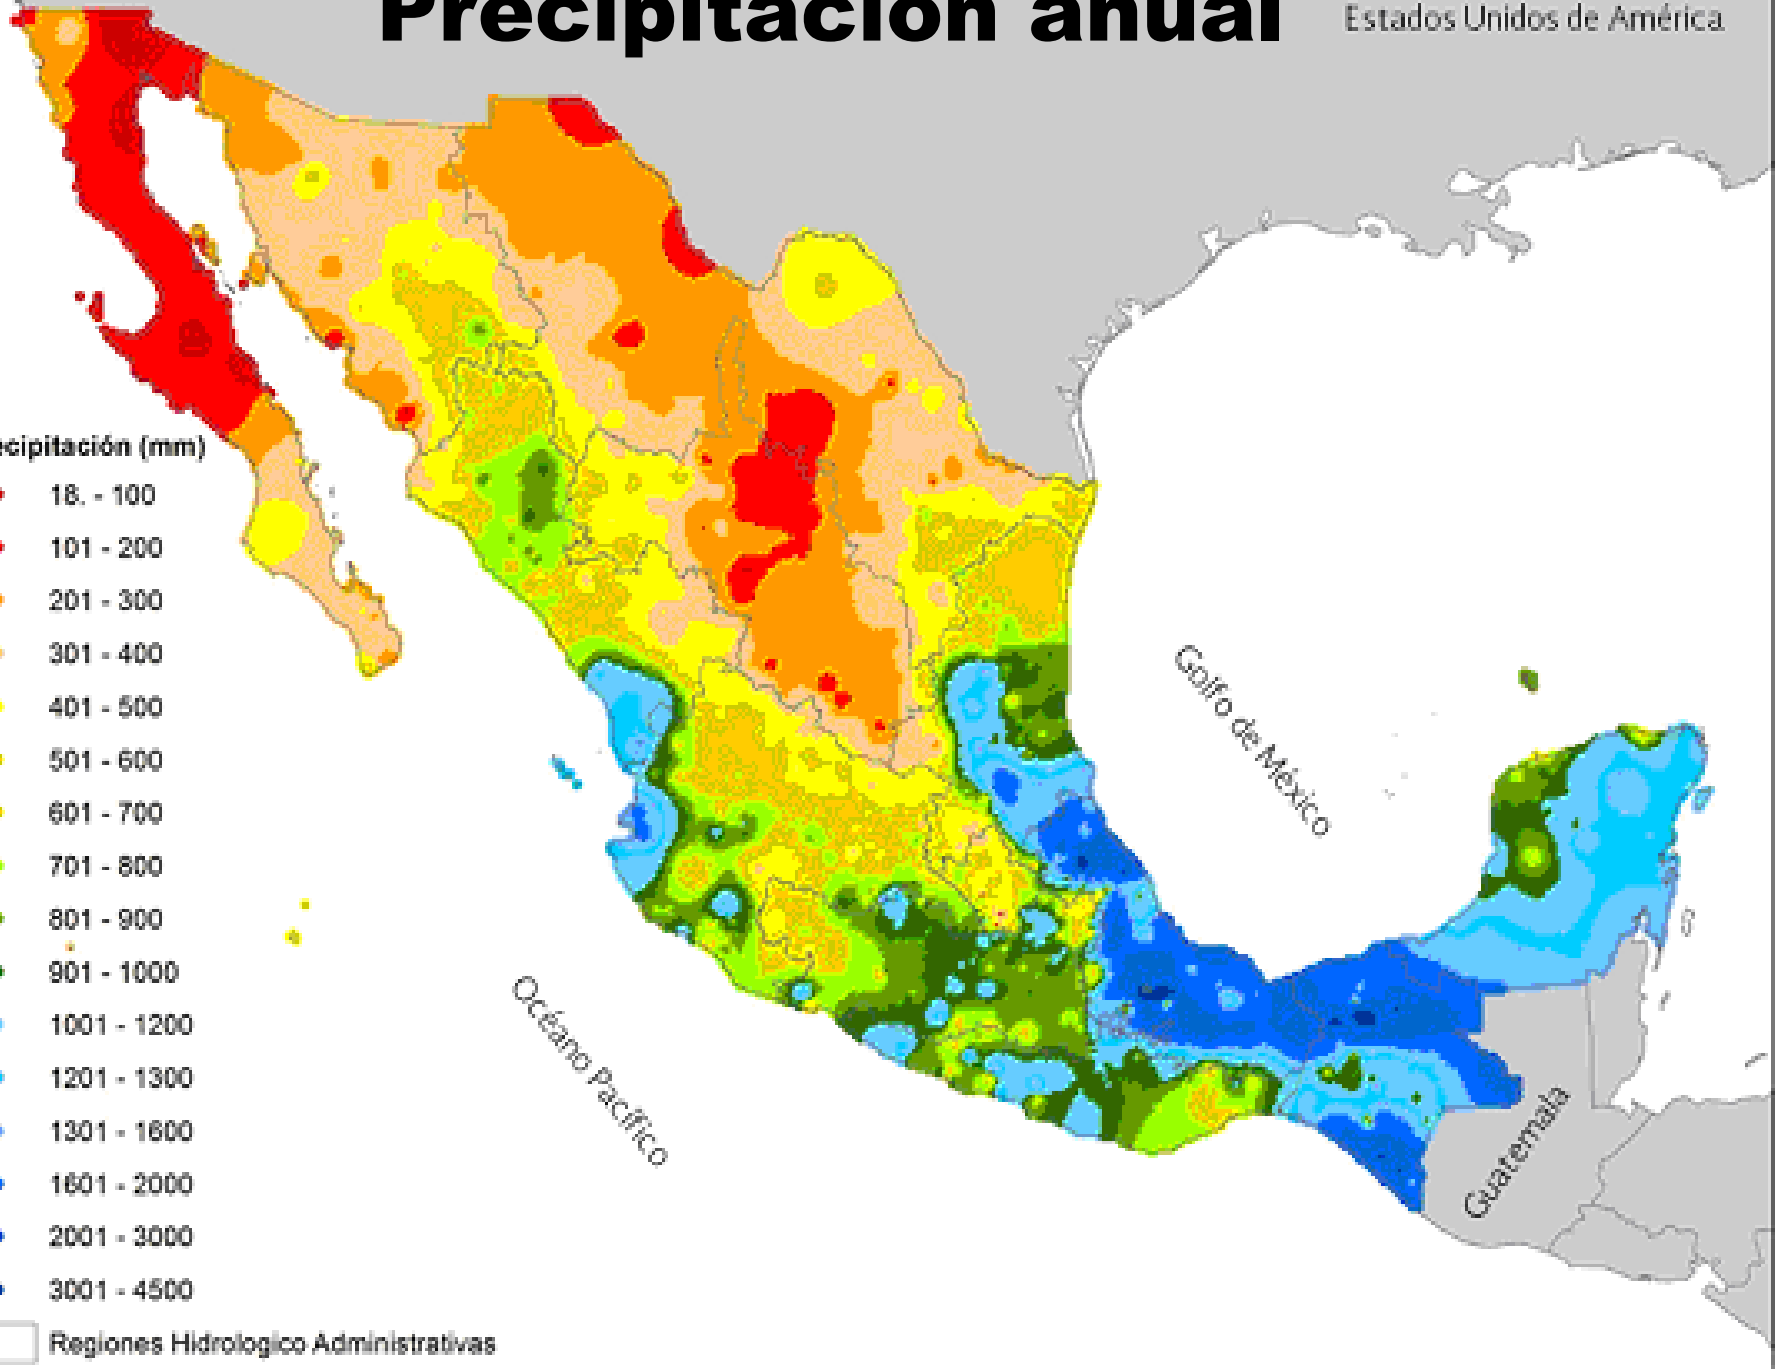 Precipitación anual
Estados Unidos de América
ecipitación (mm)
18. - 100
101 - 200
201 - 300
301 - 400
401 - 500
501 - 600
601 - 700
701 - 800
801 - 900
901 - 1000
1001 - 1200
1201 - 1300
1301 - 1600
1601 - 2000
2001 - 3000
3001 - 4500
Regiones Hidrologico Administrativas
Golfo de México
Océano Pacífico
Guatemala